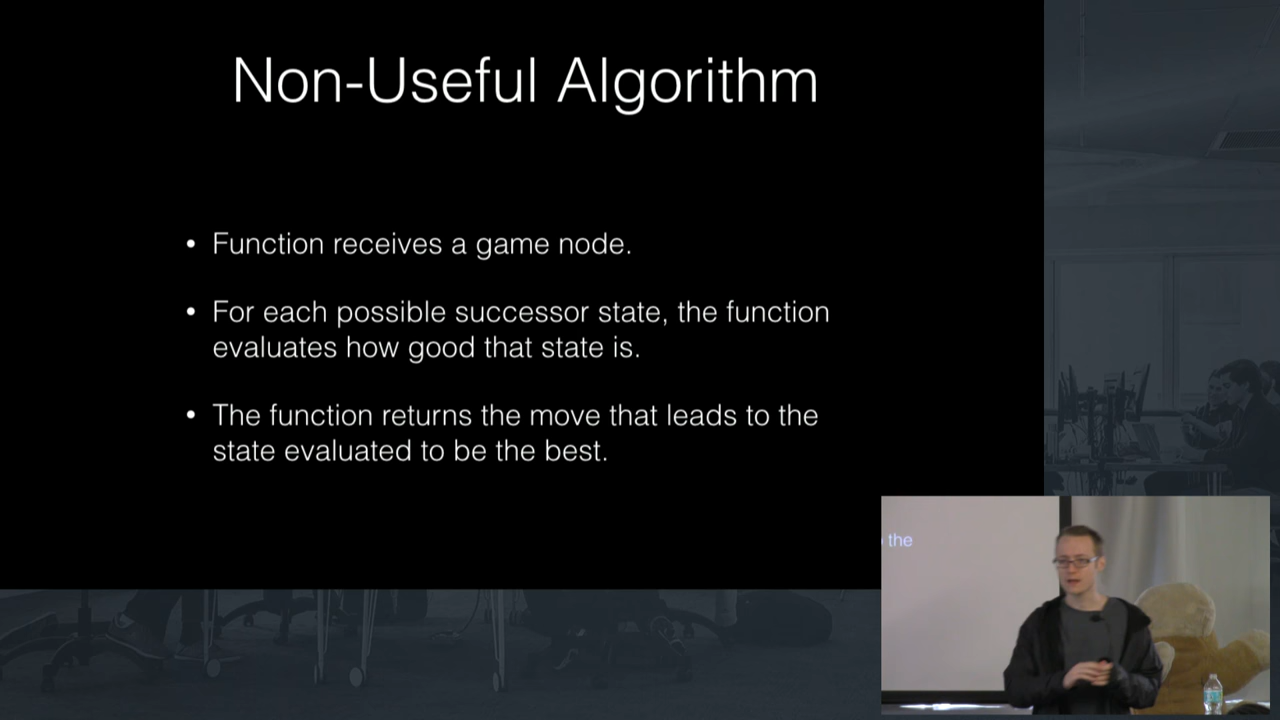 Non-Useful Algorithm
• Function receives a game node.
• For each possible successor state, the function
evaluates how good that state is.
• The function returns the move that leads to the
state evaluated to be the best.
the